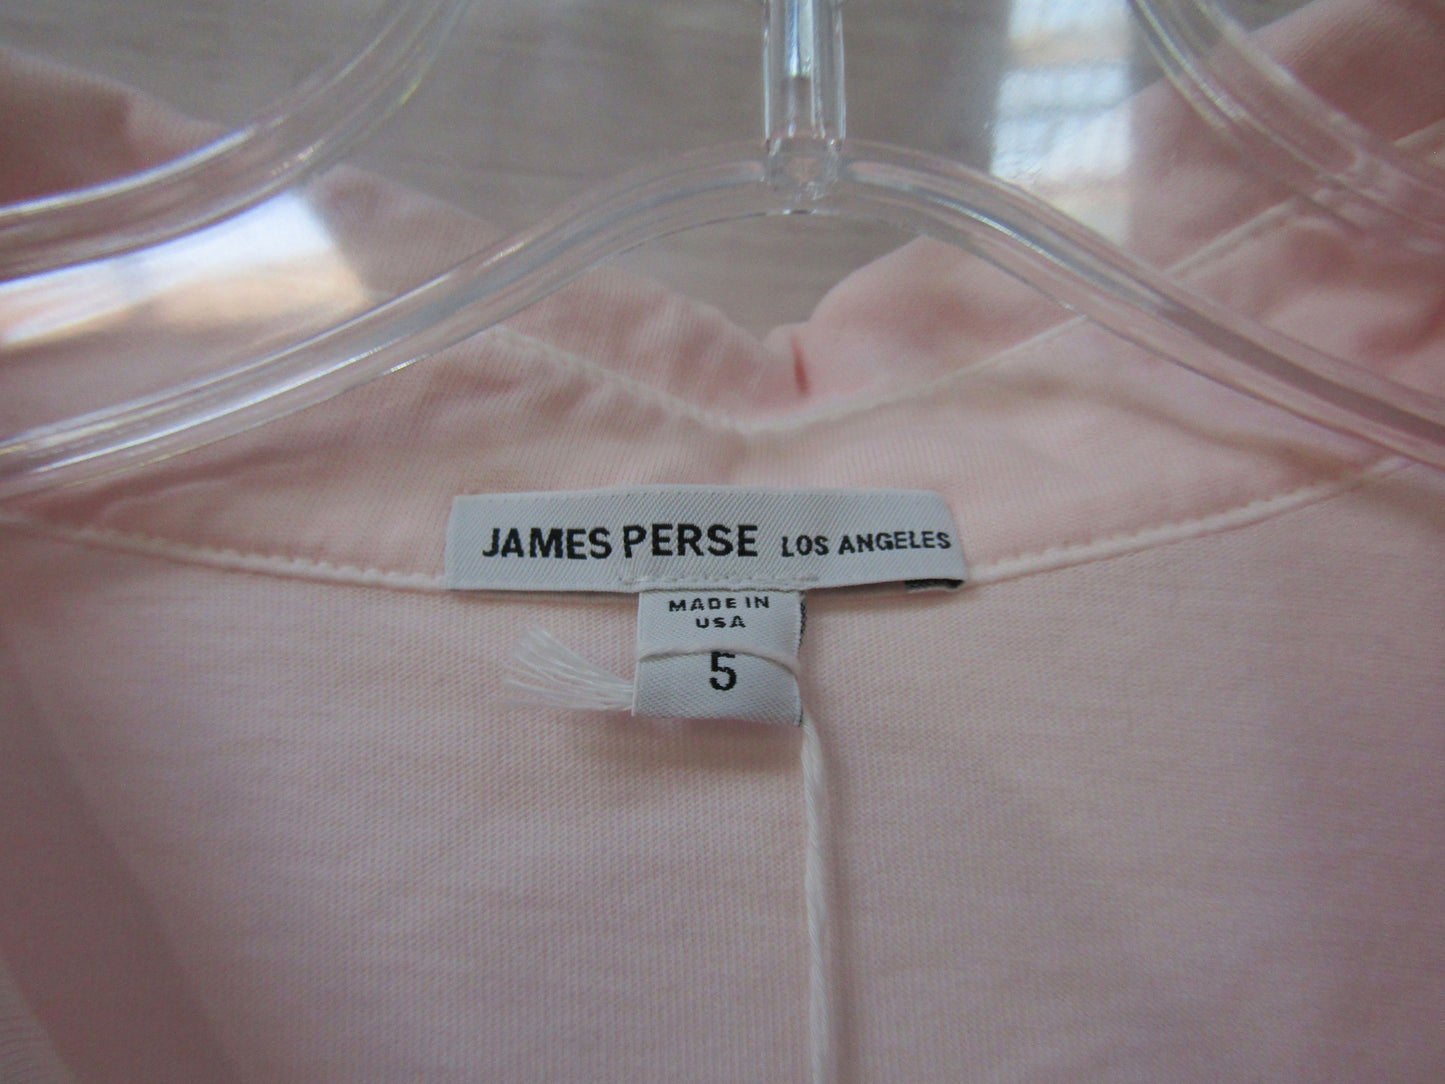 JAMES PERSE LOS ANGELES
MADE IN
USA
5